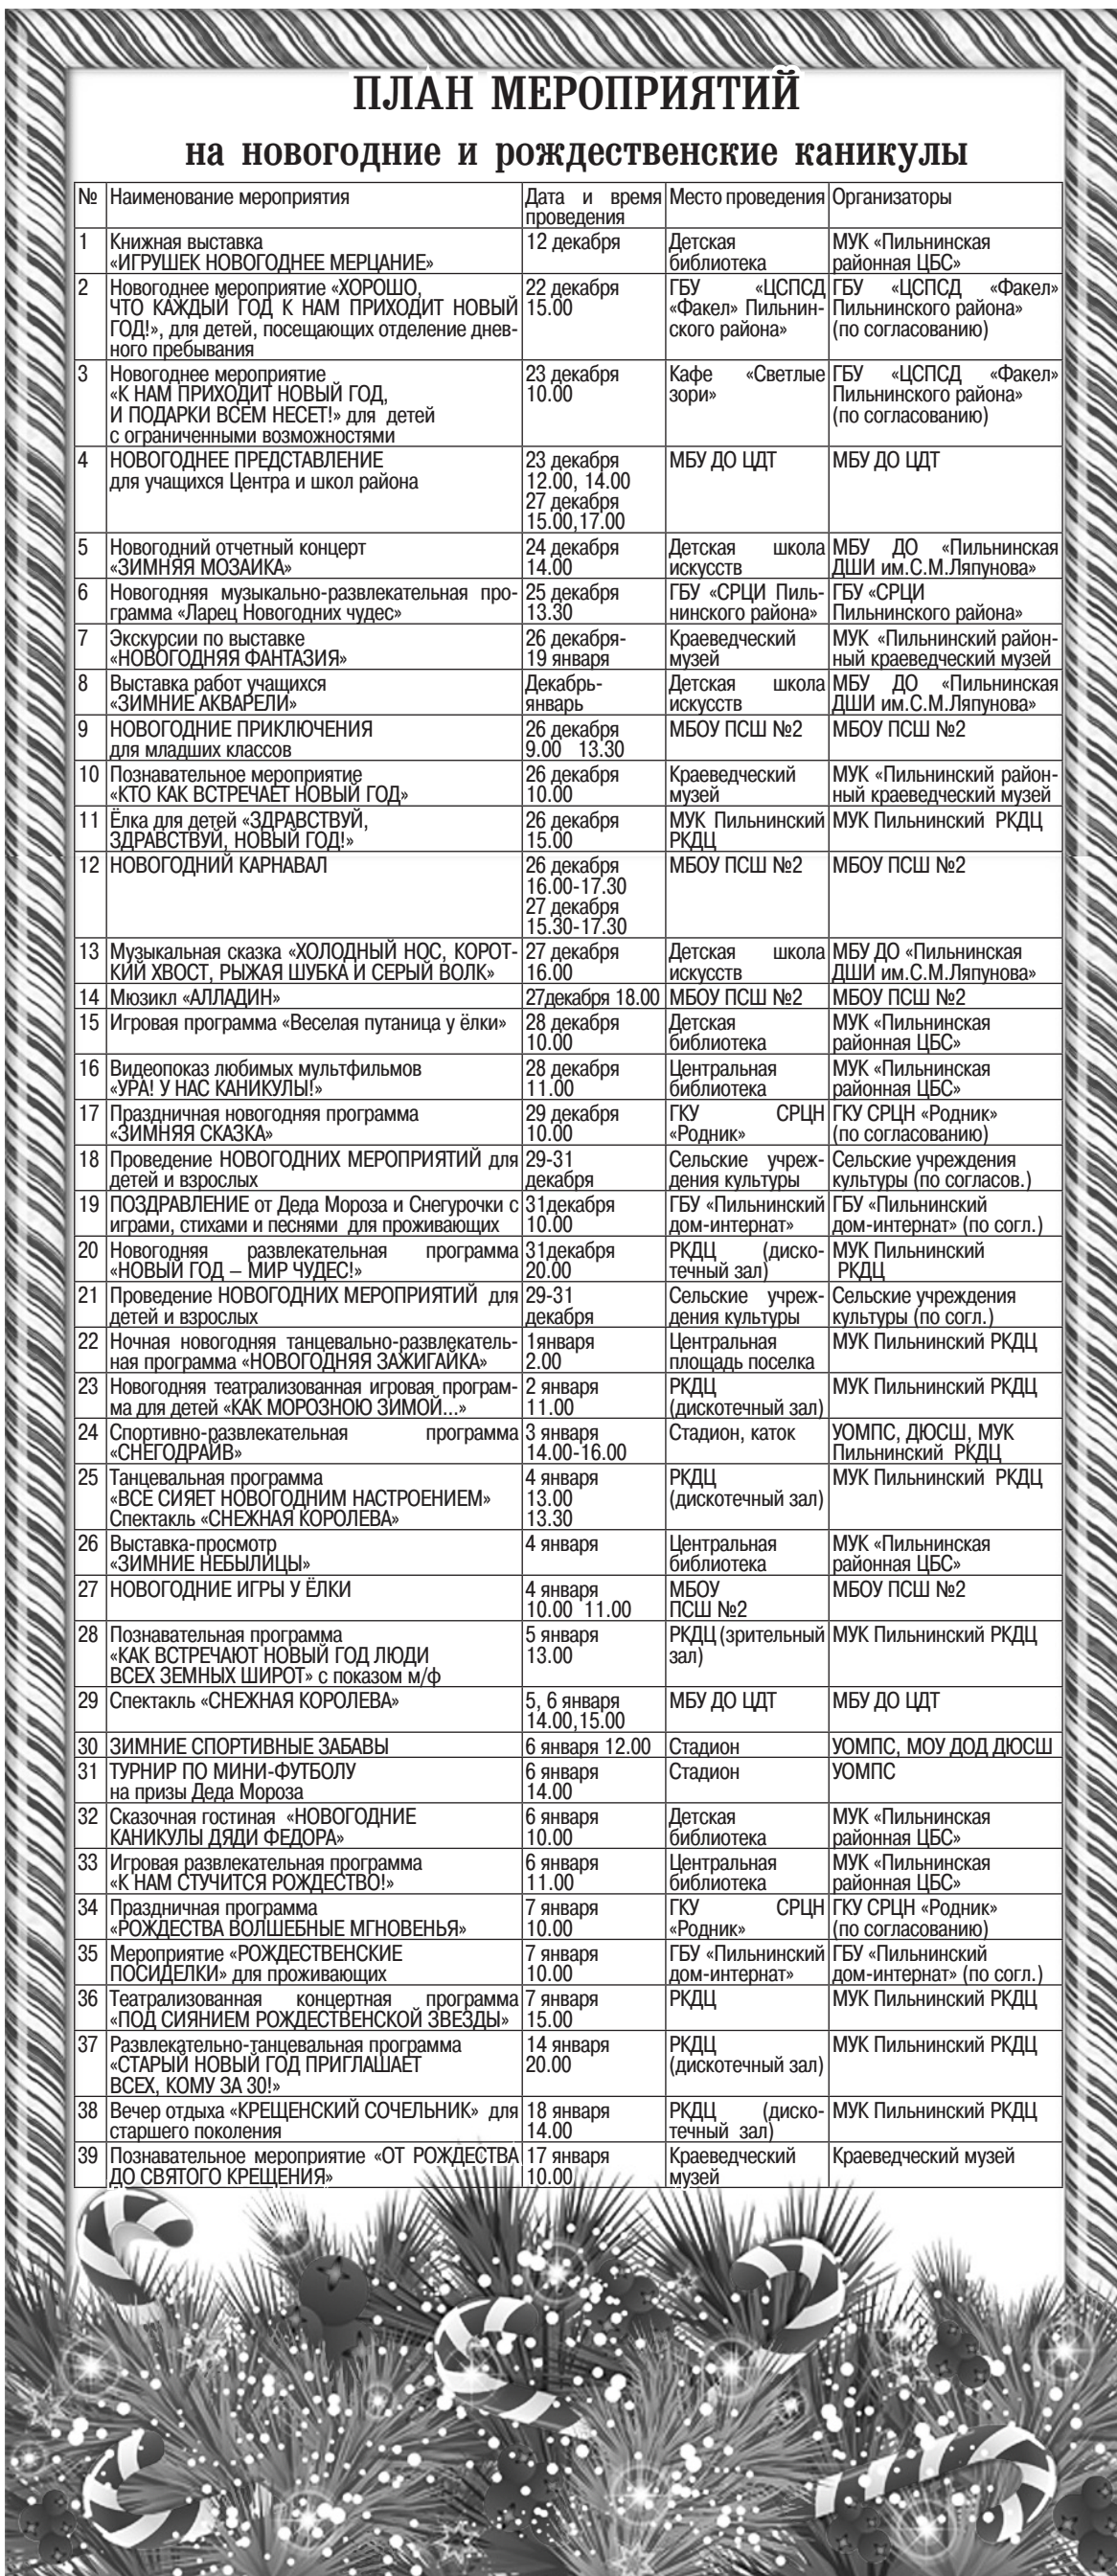 ПЛАН МЕРОПРИЯТИЙ
на новогодние и рождественские каникулы
№ Наименование мероприятия Дата и время проведения Место проведения Организаторы
1 Книжная выставка «ИГРУШЕК НОВОГОДНЕЕ МЕРЦАНИЕ» 12 декабря Детская библиотека МУК «Пильнинская районная ЦБС»
2 Новогоднее мероприятие «ХОРОШО, ЧТО КАЖДЫЙ ГОД К НАМ ПРИХОДИТ НОВЫЙ ГОД!», для детей, посещающих отделение дневного пребывания 22 декабря 15.00 ГБУ «ЦСПСД «Факел» Пильнинского района» ГБУ «ЦСПСД «Факел» Пильнинского района» (по согласованию)
3 Новогоднее мероприятие «К НАМ ПРИХОДИТ НОВЫЙ ГОД, И ПОДАРКИ ВСЕМ НЕСЕТ!» для детей с ограниченными возможностями 23 декабря 10.00 Кафе «Светлые зори» ГБУ «ЦСПСД «Факел» Пильнинского района» (по согласованию)
4 НОВОГОДНЕЕ ПРЕДСТАВЛЕНИЕ для учащихся Центра и школ района 23 декабря 12.00, 14.00 27 декабря 15.00,17.00 МБУ ДО ЦДТ МБУ ДО ЦДТ
5 Новогодний отчетный концерт «ЗИМНЯЯ МОЗАИКА» 24 декабря 14.00 Детская школа искусств МБУ ДО «Пильнинская ДШИ им.С.М.Ляпунова»
6 Новогодняя музыкально-развлекательная программа «Ларец Новогодних чудес» 25 декабря 13.30 ГБУ «СРЦИ Пильнинского района» ГБУ «СРЦИ Пильнинского района»
7 Экскурсии по выставке «НОВОГОДНЯЯ ФАНТАЗИЯ» 26 декабря- 19 января Краеведческий музей МУК «Пильнинский районный краеведческий музей
8 Выставка работ учащихся «ЗИМНИЕ АКВАРЕЛИ» Декабрь- январь Детская школа искусств МБУ ДО «Пильнинская ДШИ им.С.М.Ляпунова»
9 НОВОГОДНИЕ ПРИКЛЮЧЕНИЯ для младших классов 26 декабря 9.00 13.30 МБОУ ПСШ №2 МБОУ ПСШ №2
10 Познавательное мероприятие «КТО КАК ВСТРЕЧАЕТ НОВЫЙ ГОД» 26 декабря 10.00 Краеведческий музей МУК «Пильнинский районный краеведческий музей
11 Ёлка для детей «ЗДРАВСТВУЙ, ЗДРАВСТВУЙ, НОВЫЙ ГОД!» 26 декабря 15.00 МУК Пильнинский РКДЦ МУК Пильнинский РКДЦ
12 НОВОГОДНИЙ КАРНАВАЛ 26 декабря 16.00-17.30 27 декабря 15.30-17.30 МБОУ ПСШ №2 МБОУ ПСШ №2
13 Музыкальная сказка «ХОЛОДНЫЙ НОС, КОРОТКИЙ ХВОСТ, РЫЖАЯ ШУБКА И СЕРЫЙ ВОЛК» 27 декабря 16.00 Детская школа искусств МБУ ДО «Пильнинская ДШИ им.С.М.Ляпунова»
14 Мюзикл «АЛЛАДИН» 27декабря 18.00 МБОУ ПСШ №2 МБОУ ПСШ №2
15 Игровая программа «Веселая путаница у ёлки» 28 декабря 10.00 Детская библиотека МУК «Пильнинская районная ЦБС»
16 Видеопоказ любимых мультфильмов «УРА! У НАС КАНИКУЛЫ!» 28 декабря 11.00 Центральная библиотека МУК «Пильнинская районная ЦБС»
17 Праздничная новогодняя программа «ЗИМНЯЯ СКАЗКА» 29 декабря 10.00 ГКУ СРЦН «Родник» ГКУ СРЦН «Родник» (по согласованию)
18 Проведение НОВОГОДНИХ МЕРОПРИЯТИЙ для детей и взрослых 29-31 декабря Сельские учреждения культуры Сельские учреждения культуры (по согласов.)
19 ПОЗДРАВЛЕНИЕ от Деда Мороза и Снегурочки с играми, стихами и песнями для проживающих 31декабря 10.00 ГБУ «Пильнинский дом-интернат» ГБУ «Пильнинский дом-интернат» (по согл.)
20 Новогодняя развлекательная программа «НОВЫЙ ГОД – МИР ЧУДЕС!» 31декабря 20.00 РКДЦ (дискотечный зал) МУК Пильнинский РКДЦ
21 Проведение НОВОГОДНИХ МЕРОПРИЯТИЙ для детей и взрослых 29-31 декабря Сельские учреждения культуры Сельские учреждения культуры (по согл.)
22 Ночная новогодняя танцевально-развлекательная программа «НОВОГОДНЯЯ ЗАЖИГАЙКА» 1января 2.00 Центральная площадь поселка МУК Пильнинский РКДЦ
23 Новогодняя театрализованная игровая программа для детей «КАК МОРОЗНОЮ ЗИМОЙ...» 2 января 11.00 РКДЦ (дискотечный зал) МУК Пильнинский РКДЦ
24 Спортивно-развлекательная программа «СНЕГОДРАЙВ» 3 января 14.00-16.00 Стадион, каток УОМПС, ДЮСШ, МУК Пильнинский РКДЦ
25 Танцевальная программа «ВСЕ СИЯЕТ НОВОГОДНИМ НАСТРОЕНИЕМ» Спектакль «СНЕЖНАЯ КОРОЛЕВА» 4 января 13.00 13.30 РКДЦ (дискотечный зал) МУК Пильнинский РКДЦ
26 Выставка-просмотр «ЗИМНИЕ НЕБЫЛИЦЫ» 4 января Центральная библиотека МУК «Пильнинская районная ЦБС»
27 НОВОГОДНИЕ ИГРЫ У ЁЛКИ 4 января 10.00 11.00 МБОУ ПСШ №2 МБОУ ПСШ №2
28 Познавательная программа «КАК ВСТРЕЧАЮТ НОВЫЙ ГОД ЛЮДИ ВСЕХ ЗЕМНЫХ ШИРОТ» с показом м/ф 5 января 13.00 РКДЦ (зрительный зал) МУК Пильнинский РКДЦ
29 Спектакль «СНЕЖНАЯ КОРОЛЕВА» 5, 6 января 14.00,15.00 МБУ ДО ЦДТ МБУ ДО ЦДТ
30 ЗИМНИЕ СПОРТИВНЫЕ ЗАБАВЫ 6 января 12.00 Стадион УОМПС, МОУ ДОД ДЮСШ
31 ТУРНИР ПО МИНИ-ФУТБОЛУ на призы Деда Мороза 6 января 14.00 Стадион УОМПС
32 Сказочная гостиная «НОВОГОДНИЕ КАНИКУЛЫ ДЯДИ ФЕДОРА» 6 января 10.00 Детская библиотека МУК «Пильнинская районная ЦБС»
33 Игровая развлекательная программа «К НАМ СТУЧИТСЯ РОЖДЕСТВО!» 6 января 11.00 Центральная библиотека МУК «Пильнинская районная ЦБС»
34 Праздничная программа «РОЖДЕСТВА ВОЛШЕБНЫЕ МГНОВЕНЬЯ» 7 января 10.00 ГКУ СРЦН «Родник» ГКУ СРЦН «Родник» (по согласованию)
35 Мероприятие «РОЖДЕСТВЕНСКИЕ ПОСИДЕЛКИ» для проживающих 7 января 10.00 ГБУ «Пильнинский дом-интернат» ГБУ «Пильнинский дом-интернат» (по согл.)
36 Театрализованная концертная программа «ПОД СИЯНИЕМ РОЖДЕСТВЕНСКОЙ ЗВЕЗДЫ» 7 января 15.00 РКДЦ МУК Пильнинский РКДЦ
37 Развлекательно-танцевальная программа «СТАРЫЙ НОВЫЙ ГОД ПРИГЛАШАЕТ ВСЕХ, КОМУ ЗА 30!» 14 января 20.00 РКДЦ (дискотечный зал) МУК Пильнинский РКДЦ
38 Вечер отдыха «КРЕЩЕНСКИЙ СОЧЕЛЬНИК» для старшего поколения 18 января 14.00 РКДЦ (дискотечный зал) МУК Пильнинский РКДЦ
39 Познавательное мероприятие «ОТ РОЖДЕСТВА ДО СВЯТОГО КРЕЩЕНИЯ» 17 января 10.00 Краеведческий музей Краеведческий музей